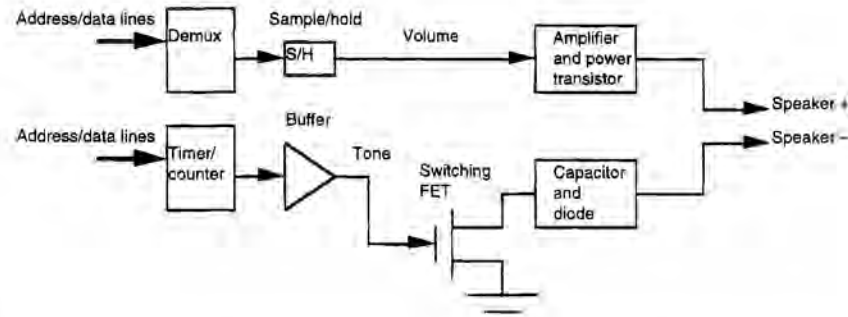 Address/data lines
Demux
Sample/hold
S/H
Volume
Amplifier
and power
transistor
Speaker +
Speaker –
Address/data lines
Timer/
counter
Buffer
Tone
Switching
FET
Capacitor
and
diode